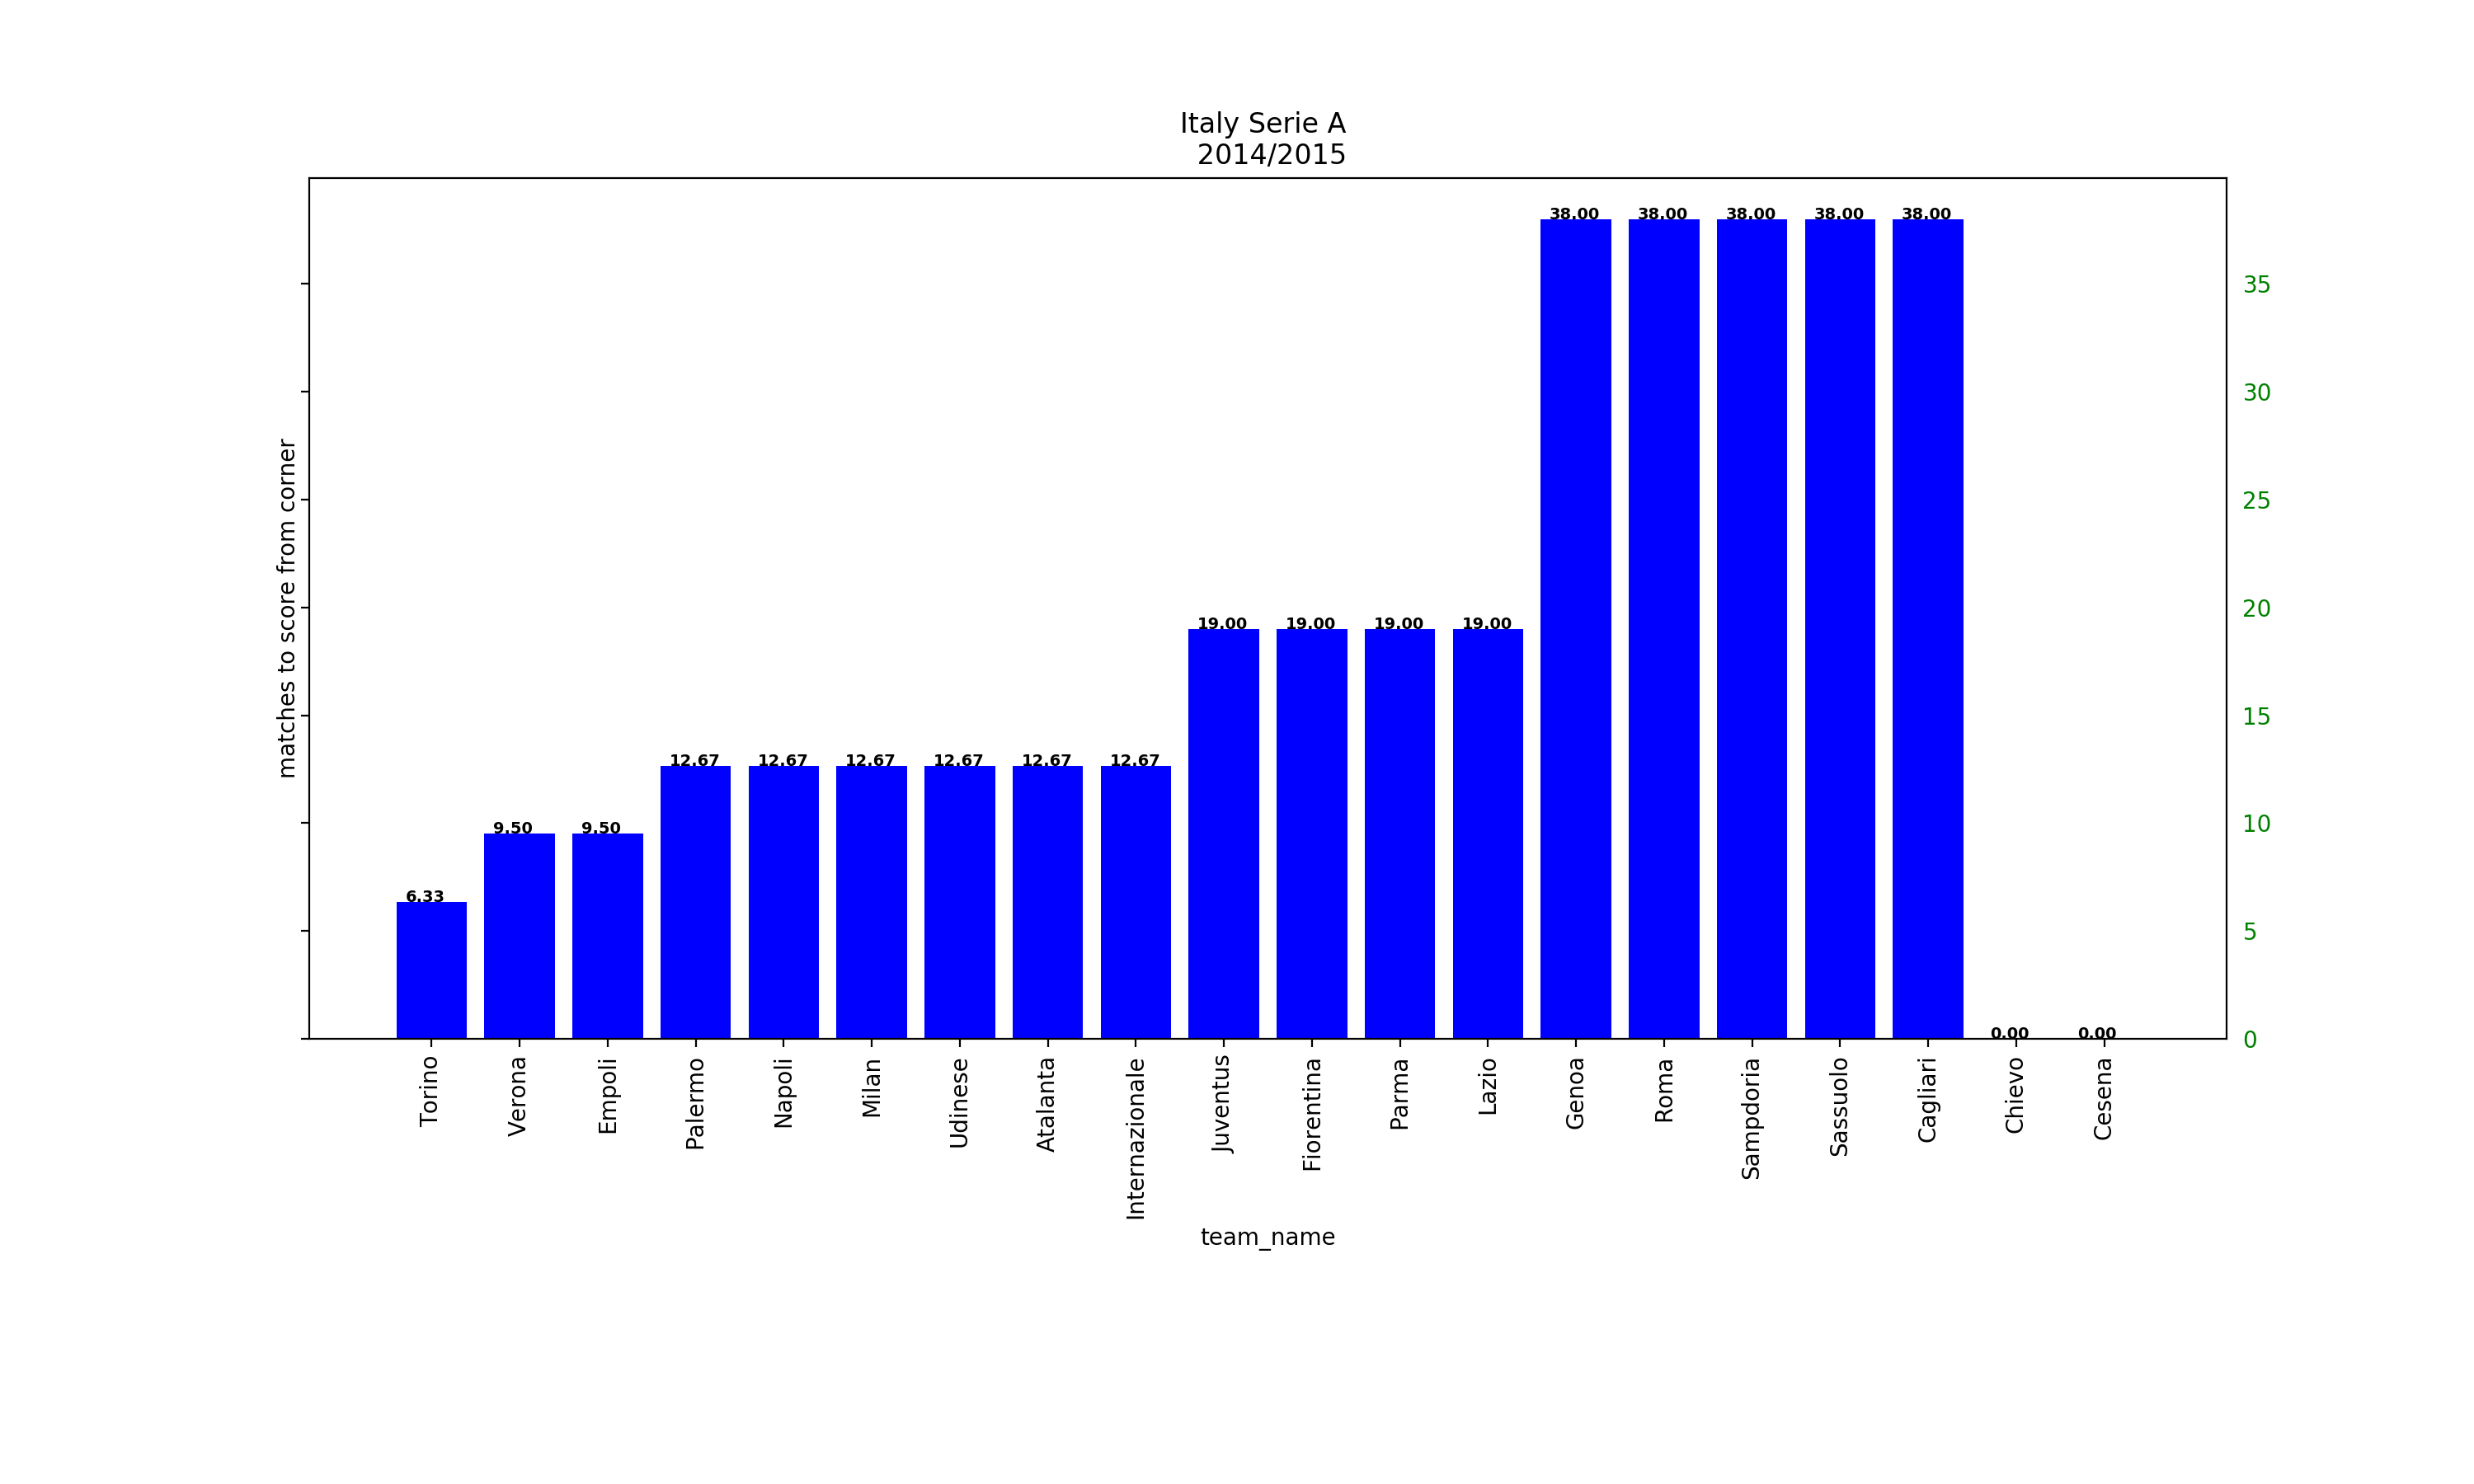 Italy Serie A
2014/2015
matches to score from corner
38.00 38.00 38.00 38.00 38.00
19.00 19.00 19.00 19.00
12.67 12.67 12.67 12.67 12.67 12.67
9.50 9.50
6.33
0.00 0.00
35
30
25
20
15
10
5
0
Torino Verona Empoli Palermo Napoli Milan Udinese Atalanta Internazionale Juventus Fiorentina Parma Lazio Genoa Roma Sampdoria Sassuolo Cagliari Chievo Cesena
team_name